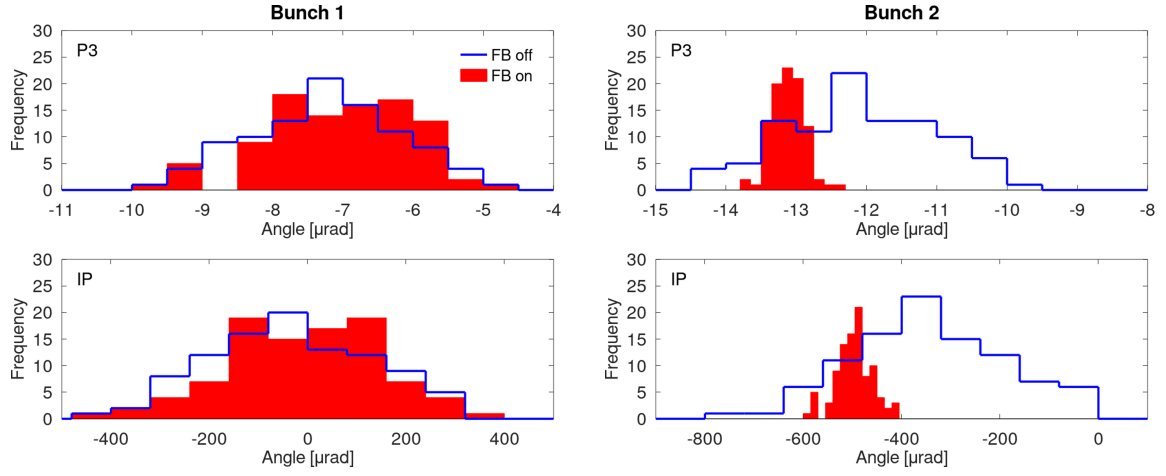 Bunch 1
P3
FB off
FB on
Frequency
30
25
20
15
10
5
0
-11 -10 -9 -8 -7 -6 -5 -4
Angle [µrad]
Bunch 2
P3
Frequency
30
25
20
15
10
5
0
-15 -14 -13 -12 -11 -10 -9 -8
Angle [µrad]
IP
Frequency
30
25
20
15
10
5
0
-400 -200 0 200 400
Angle [µrad]
IP
Frequency
30
25
20
15
10
5
0
-800 -600 -400 -200 0
Angle [µrad]